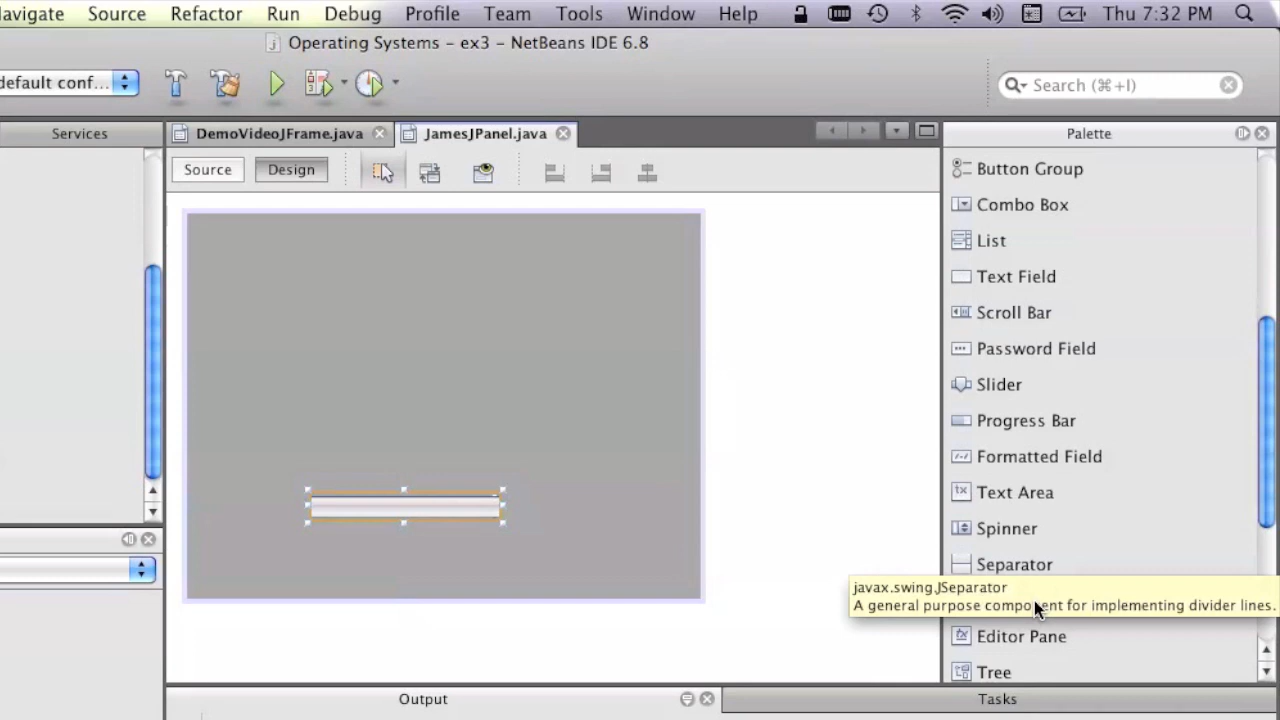 Navigate Source Refactor Run Debug Profile Team Tools Window Help Thu 7:32 PM
Operating Systems – ex3 – NetBeans IDE 6.8
default conf... Search (⌘+I)
Services DemoVideoJFrame.java JamesJPanel.java Palette
Source Design
Button Group
Combo Box
List
Text Field
Scroll Bar
Password Field
Slider
Progress Bar
Formatted Field
Text Area
Spinner
Separator
javax.swing.JSeparator
A general purpose component for implementing divider lines.
Editor Pane
Tree
Output Tasks